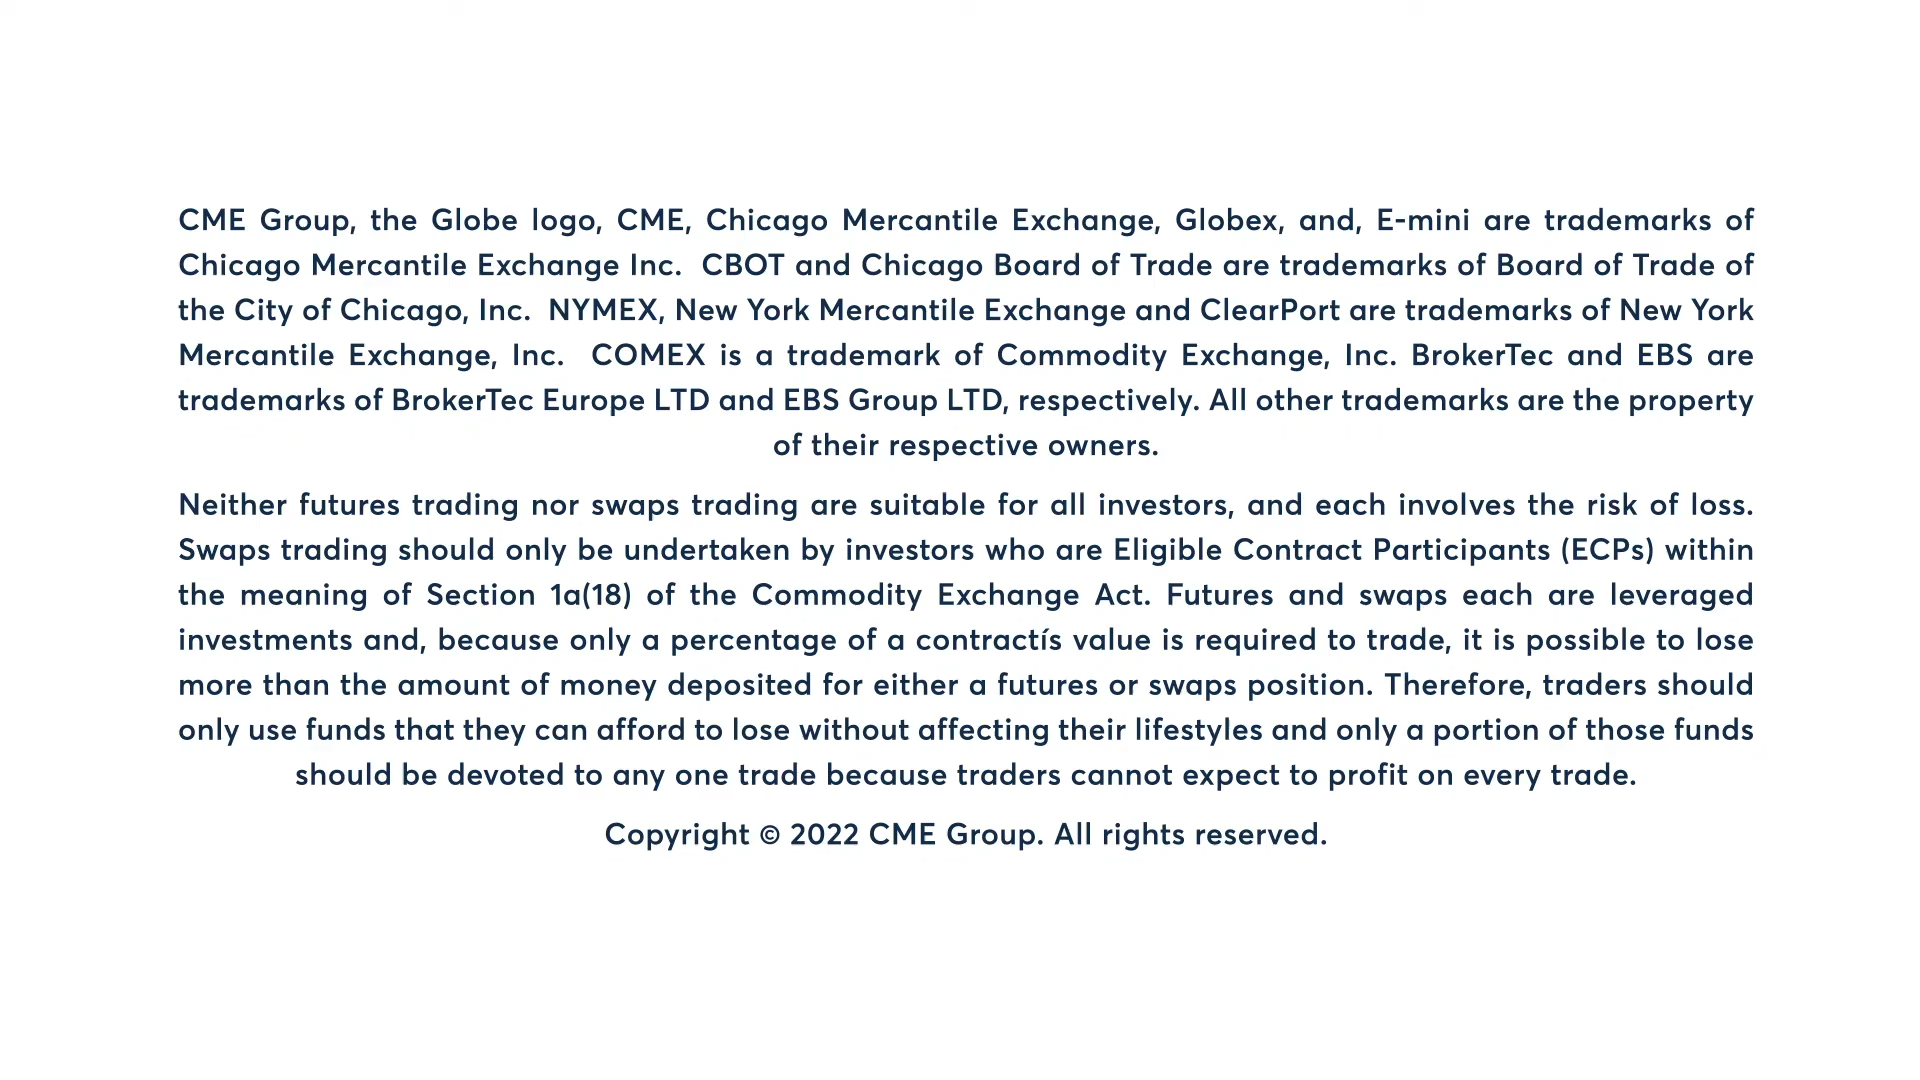 CME Group, the Globe logo, CME, Chicago Mercantile Exchange, Globex, and, E-mini are trademarks of
Chicago Mercantile Exchange Inc.  CBOT and Chicago Board of Trade are trademarks of Board of Trade of
the City of Chicago, Inc.  NYMEX, New York Mercantile Exchange and ClearPort are trademarks of New York
Mercantile Exchange, Inc.  COMEX is a trademark of Commodity Exchange, Inc. BrokerTec and EBS are
trademarks of BrokerTec Europe LTD and EBS Group LTD, respectively. All other trademarks are the property
of their respective owners.
Neither futures trading nor swaps trading are suitable for all investors, and each involves the risk of loss.
Swaps trading should only be undertaken by investors who are Eligible Contract Participants (ECPs) within
the meaning of Section 1a(18) of the Commodity Exchange Act. Futures and swaps each are leveraged
investments and, because only a percentage of a contractís value is required to trade, it is possible to lose
more than the amount of money deposited for either a futures or swaps position. Therefore, traders should
only use funds that they can afford to lose without affecting their lifestyles and only a portion of those funds
should be devoted to any one trade because traders cannot expect to profit on every trade.
Copyright © 2022 CME Group. All rights reserved.